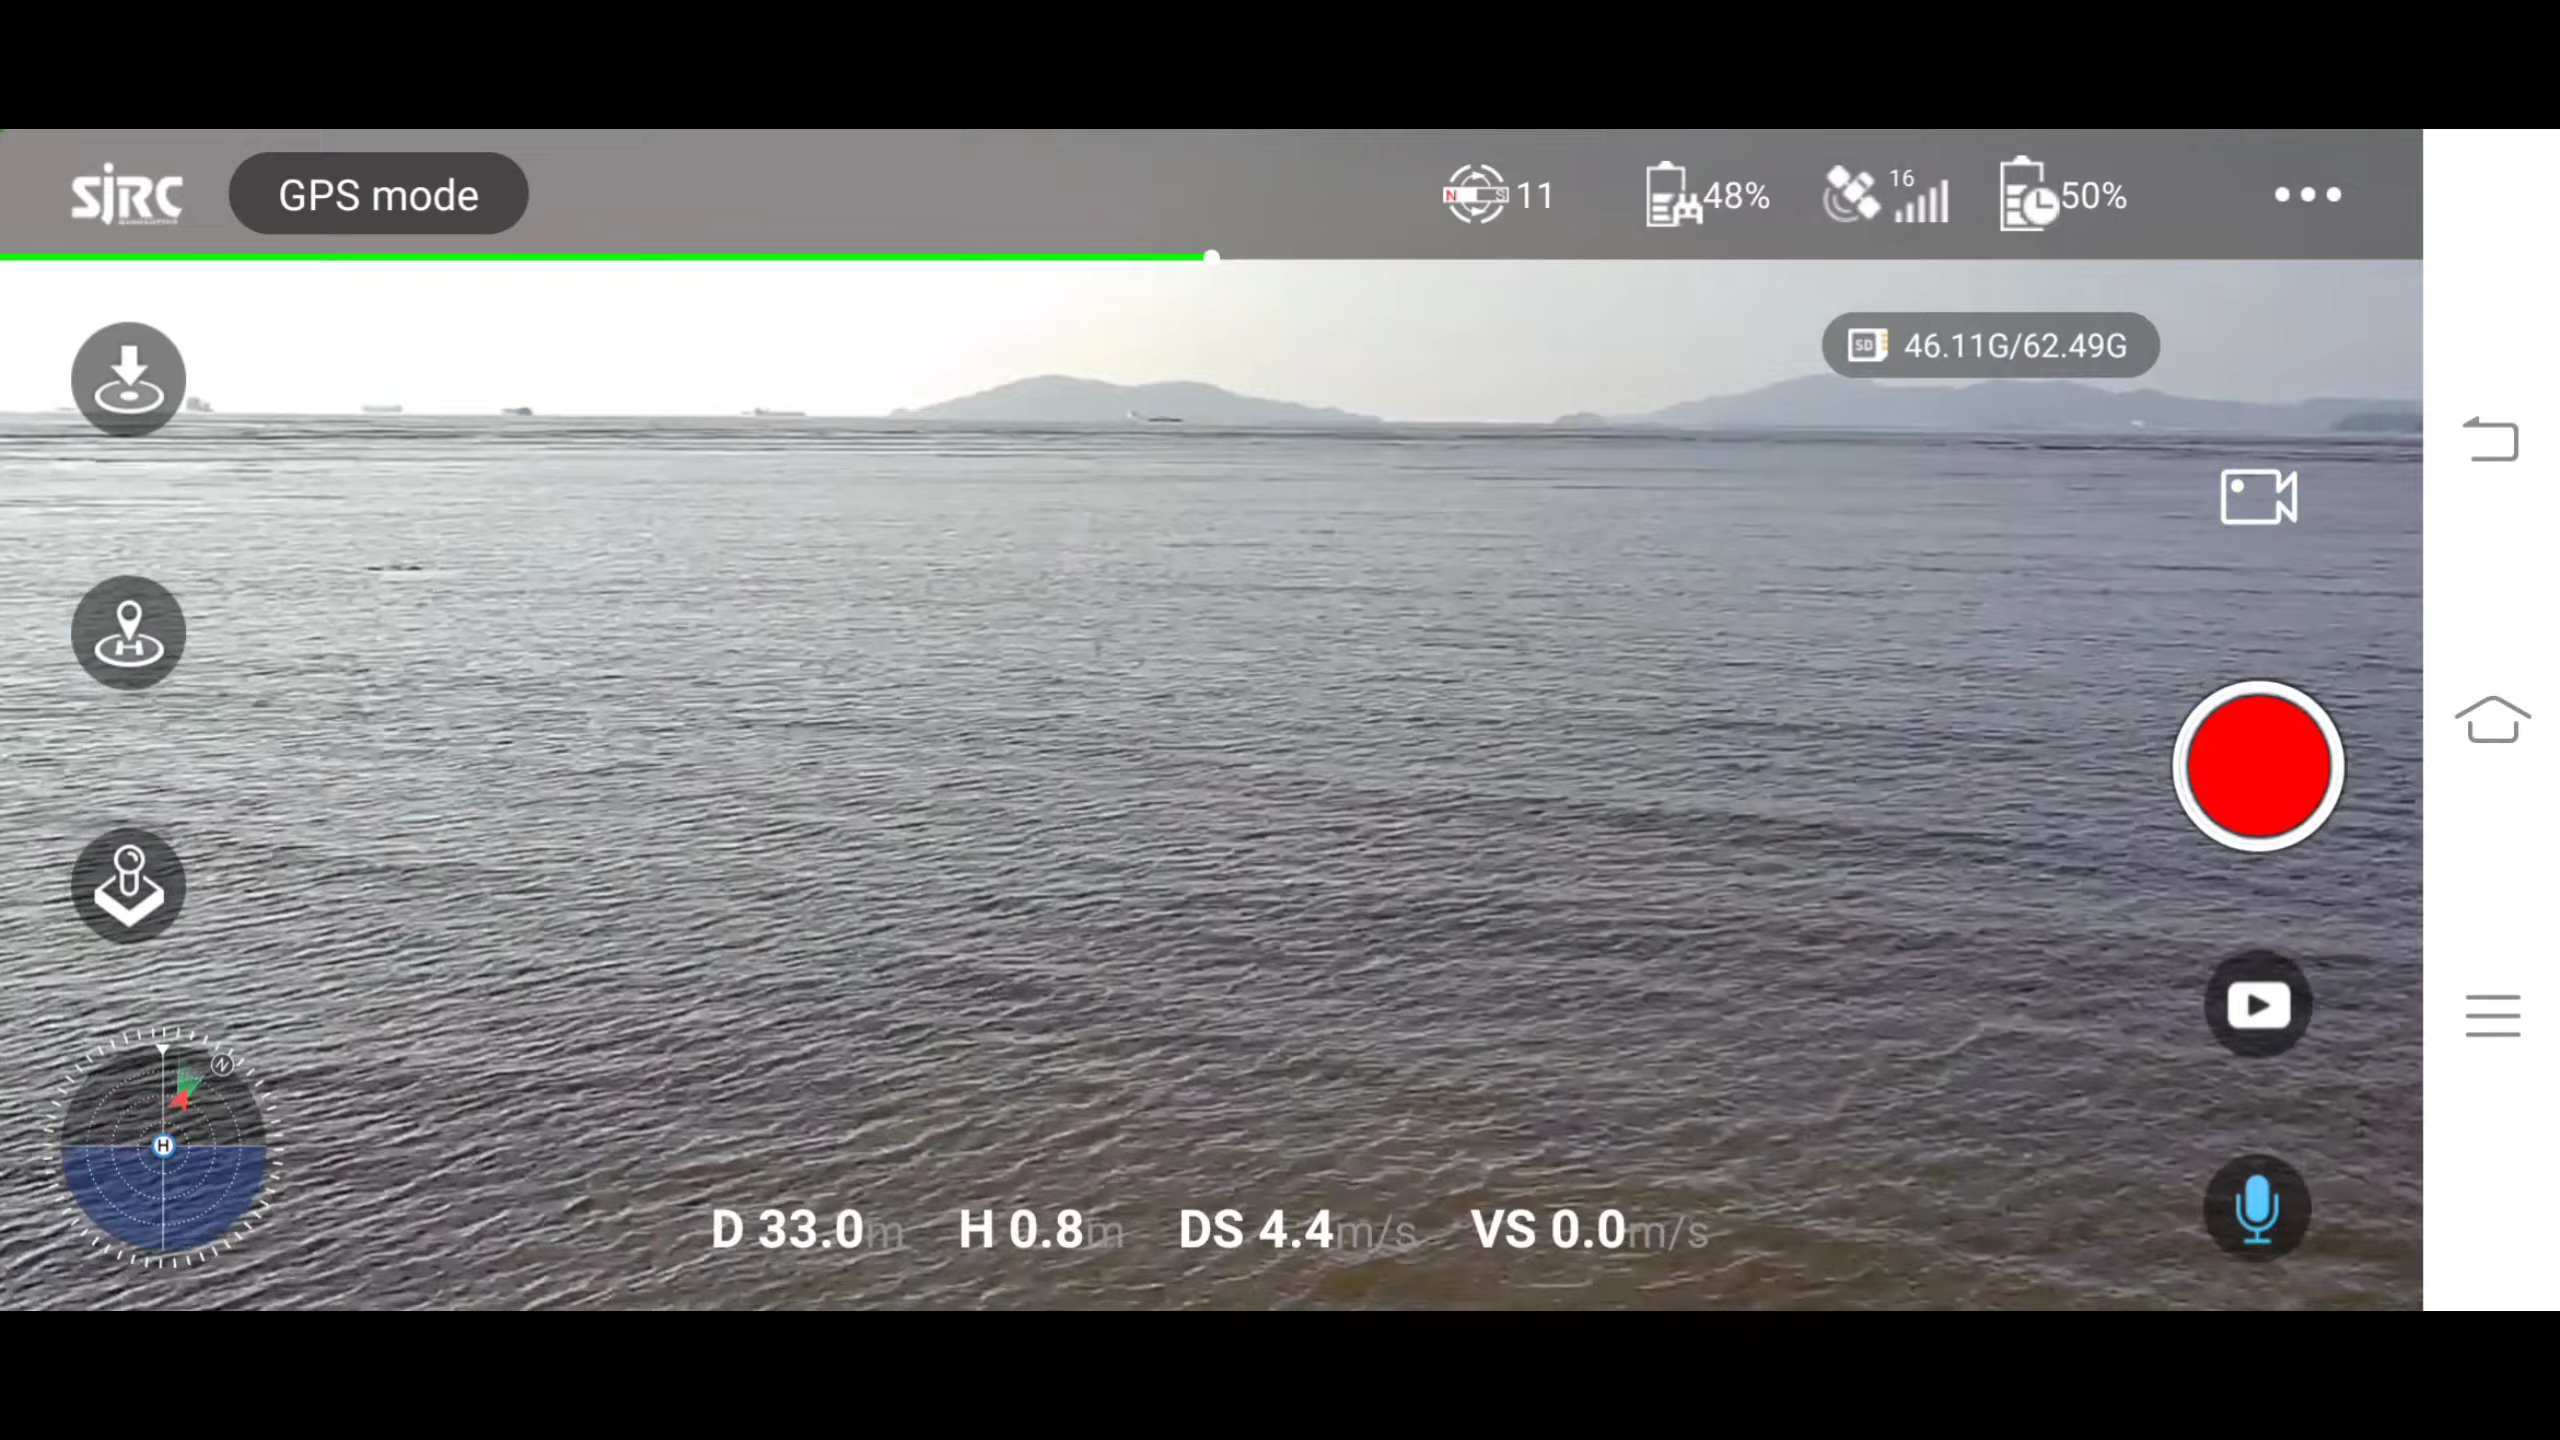 SJRC
GPS mode
N S 11
48%
16
50%
SD 46.11G/62.49G
N
H
D 33.0m H 0.8m DS 4.4m/s VS 0.0m/s